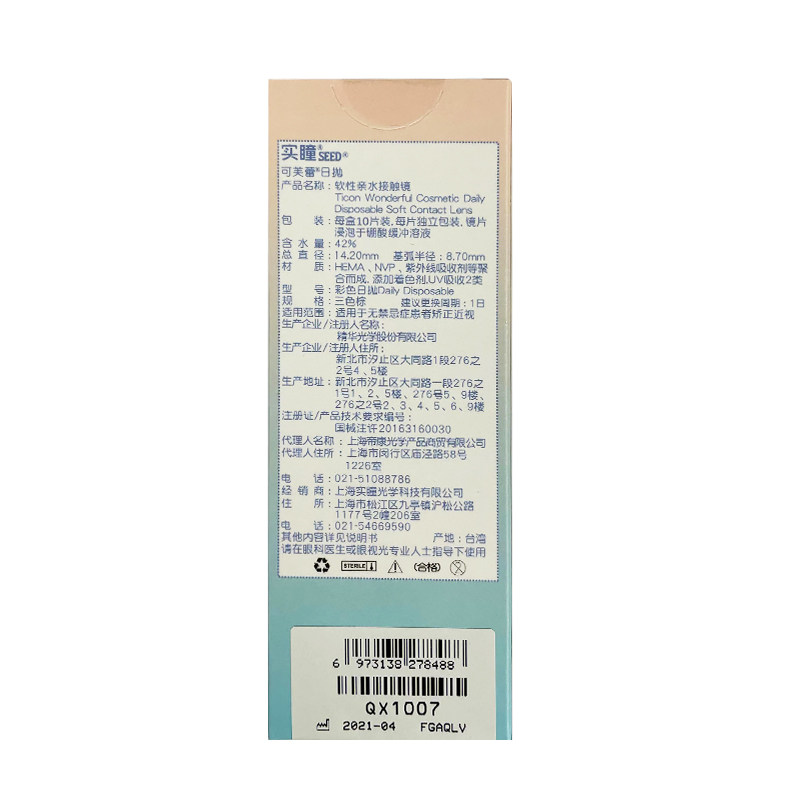 实瞳® SEED®
可芙蕾®日抛
产品名称：软性亲水接触镜
Ticon Wonderful Cosmetic Daily
Disposable Soft Contact Lens
包 装：每盒10片装，每片独立包装，镜片
浸泡于硼酸缓冲溶液
含 水 量：42%
总 直 径：14.20mm 基弧半径：8.70mm
材 质：HEMA、NVP、紫外线吸收剂等聚
合而成，添加着色剂,UV吸收2类
型 号：彩色日抛Daily Disposable
规 格：三色棕 建议更换周期：1日
适用范围：适用于无禁忌症患者矫正近视
生产企业/注册人名称：
精华光学股份有限公司
生产企业/注册人住所：
新北市汐止区大同路1段276之
2号4、5楼
生产地址：新北市汐止区大同路一段276之
1号1、2、5楼、276号5、9楼、
276之2号2、3、4、5、6、9楼
注册证/产品技术要求编号：
国械注许20163160030
代理人名称：上海帝康光学产品商贸有限公司
代理人住所：上海市闵行区庙泾路58号
1226室
电 话：021-51088786
经 销 商：上海实瞳光学科技有限公司
住 所：上海市松江区九亭镇沪松公路
1177号2幢206室
电 话：021-54669590
其他内容详见说明书 产地：台湾
请在眼科医生或眼视光专业人士指导下使用
STERILE (合格)
6 973138 278488
QX1007
2021-04 FGAQLV